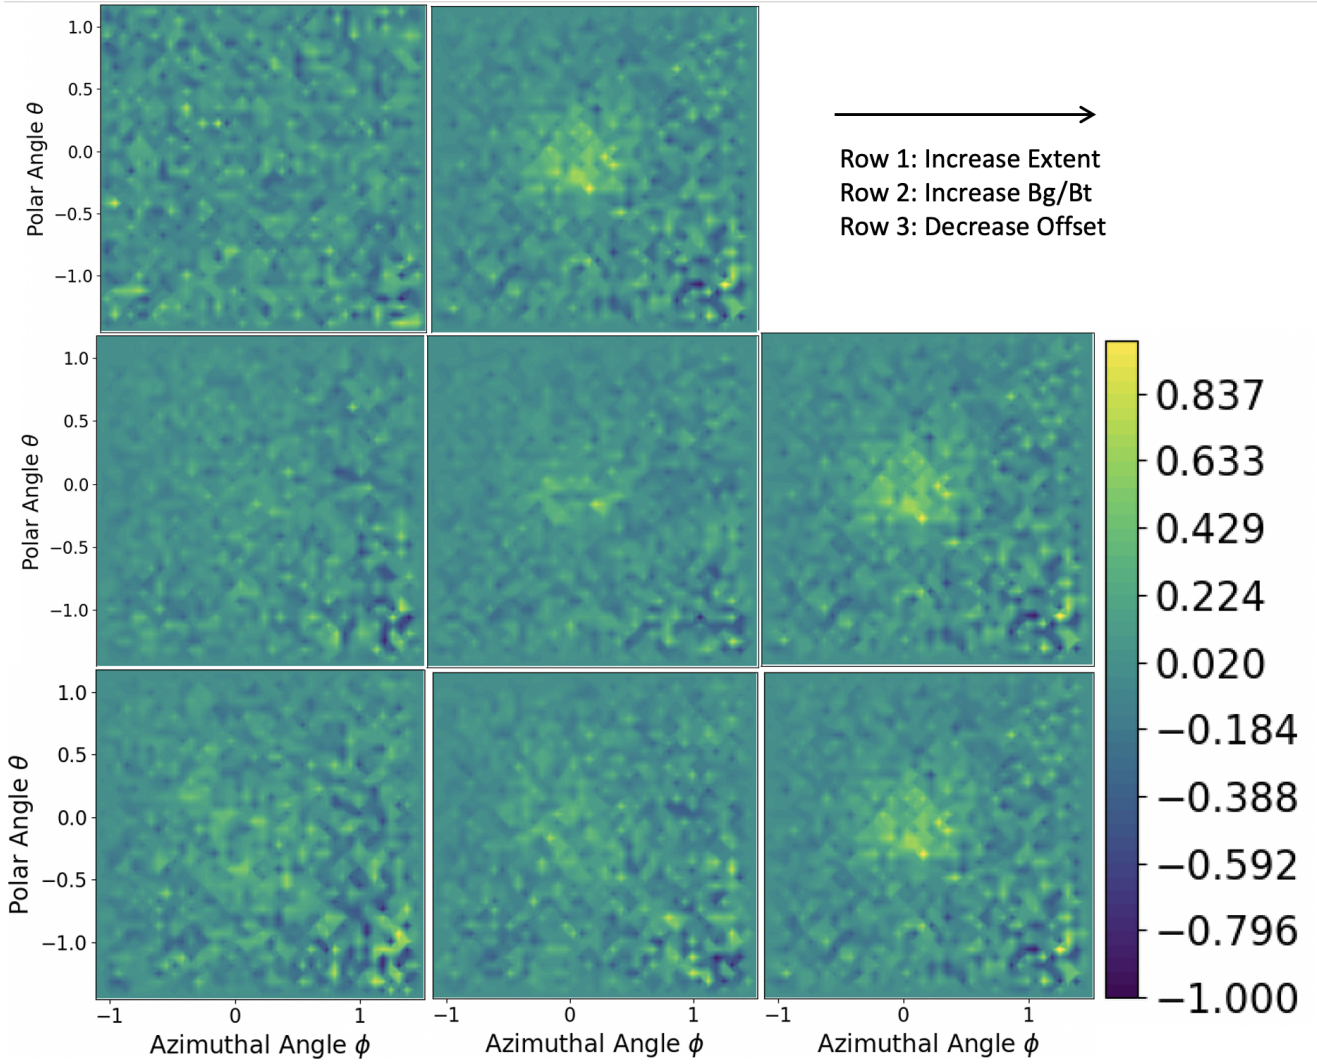 1.0
0.5
0.0
−0.5
−1.0
Polar Angle θ
Row 1: Increase Extent
Row 2: Increase Bg/Bt
Row 3: Decrease Offset
1.0
0.5
0.0
−0.5
−1.0
Polar Angle θ
0.837
0.633
0.429
0.224
0.020
−0.184
−0.388
−0.592
−0.796
−1.000
1.0
0.5
0.0
−0.5
−1.0
Polar Angle θ
−1 0 1
−1 0 1
−1 0 1
Azimuthal Angle ϕ
Azimuthal Angle ϕ
Azimuthal Angle ϕ